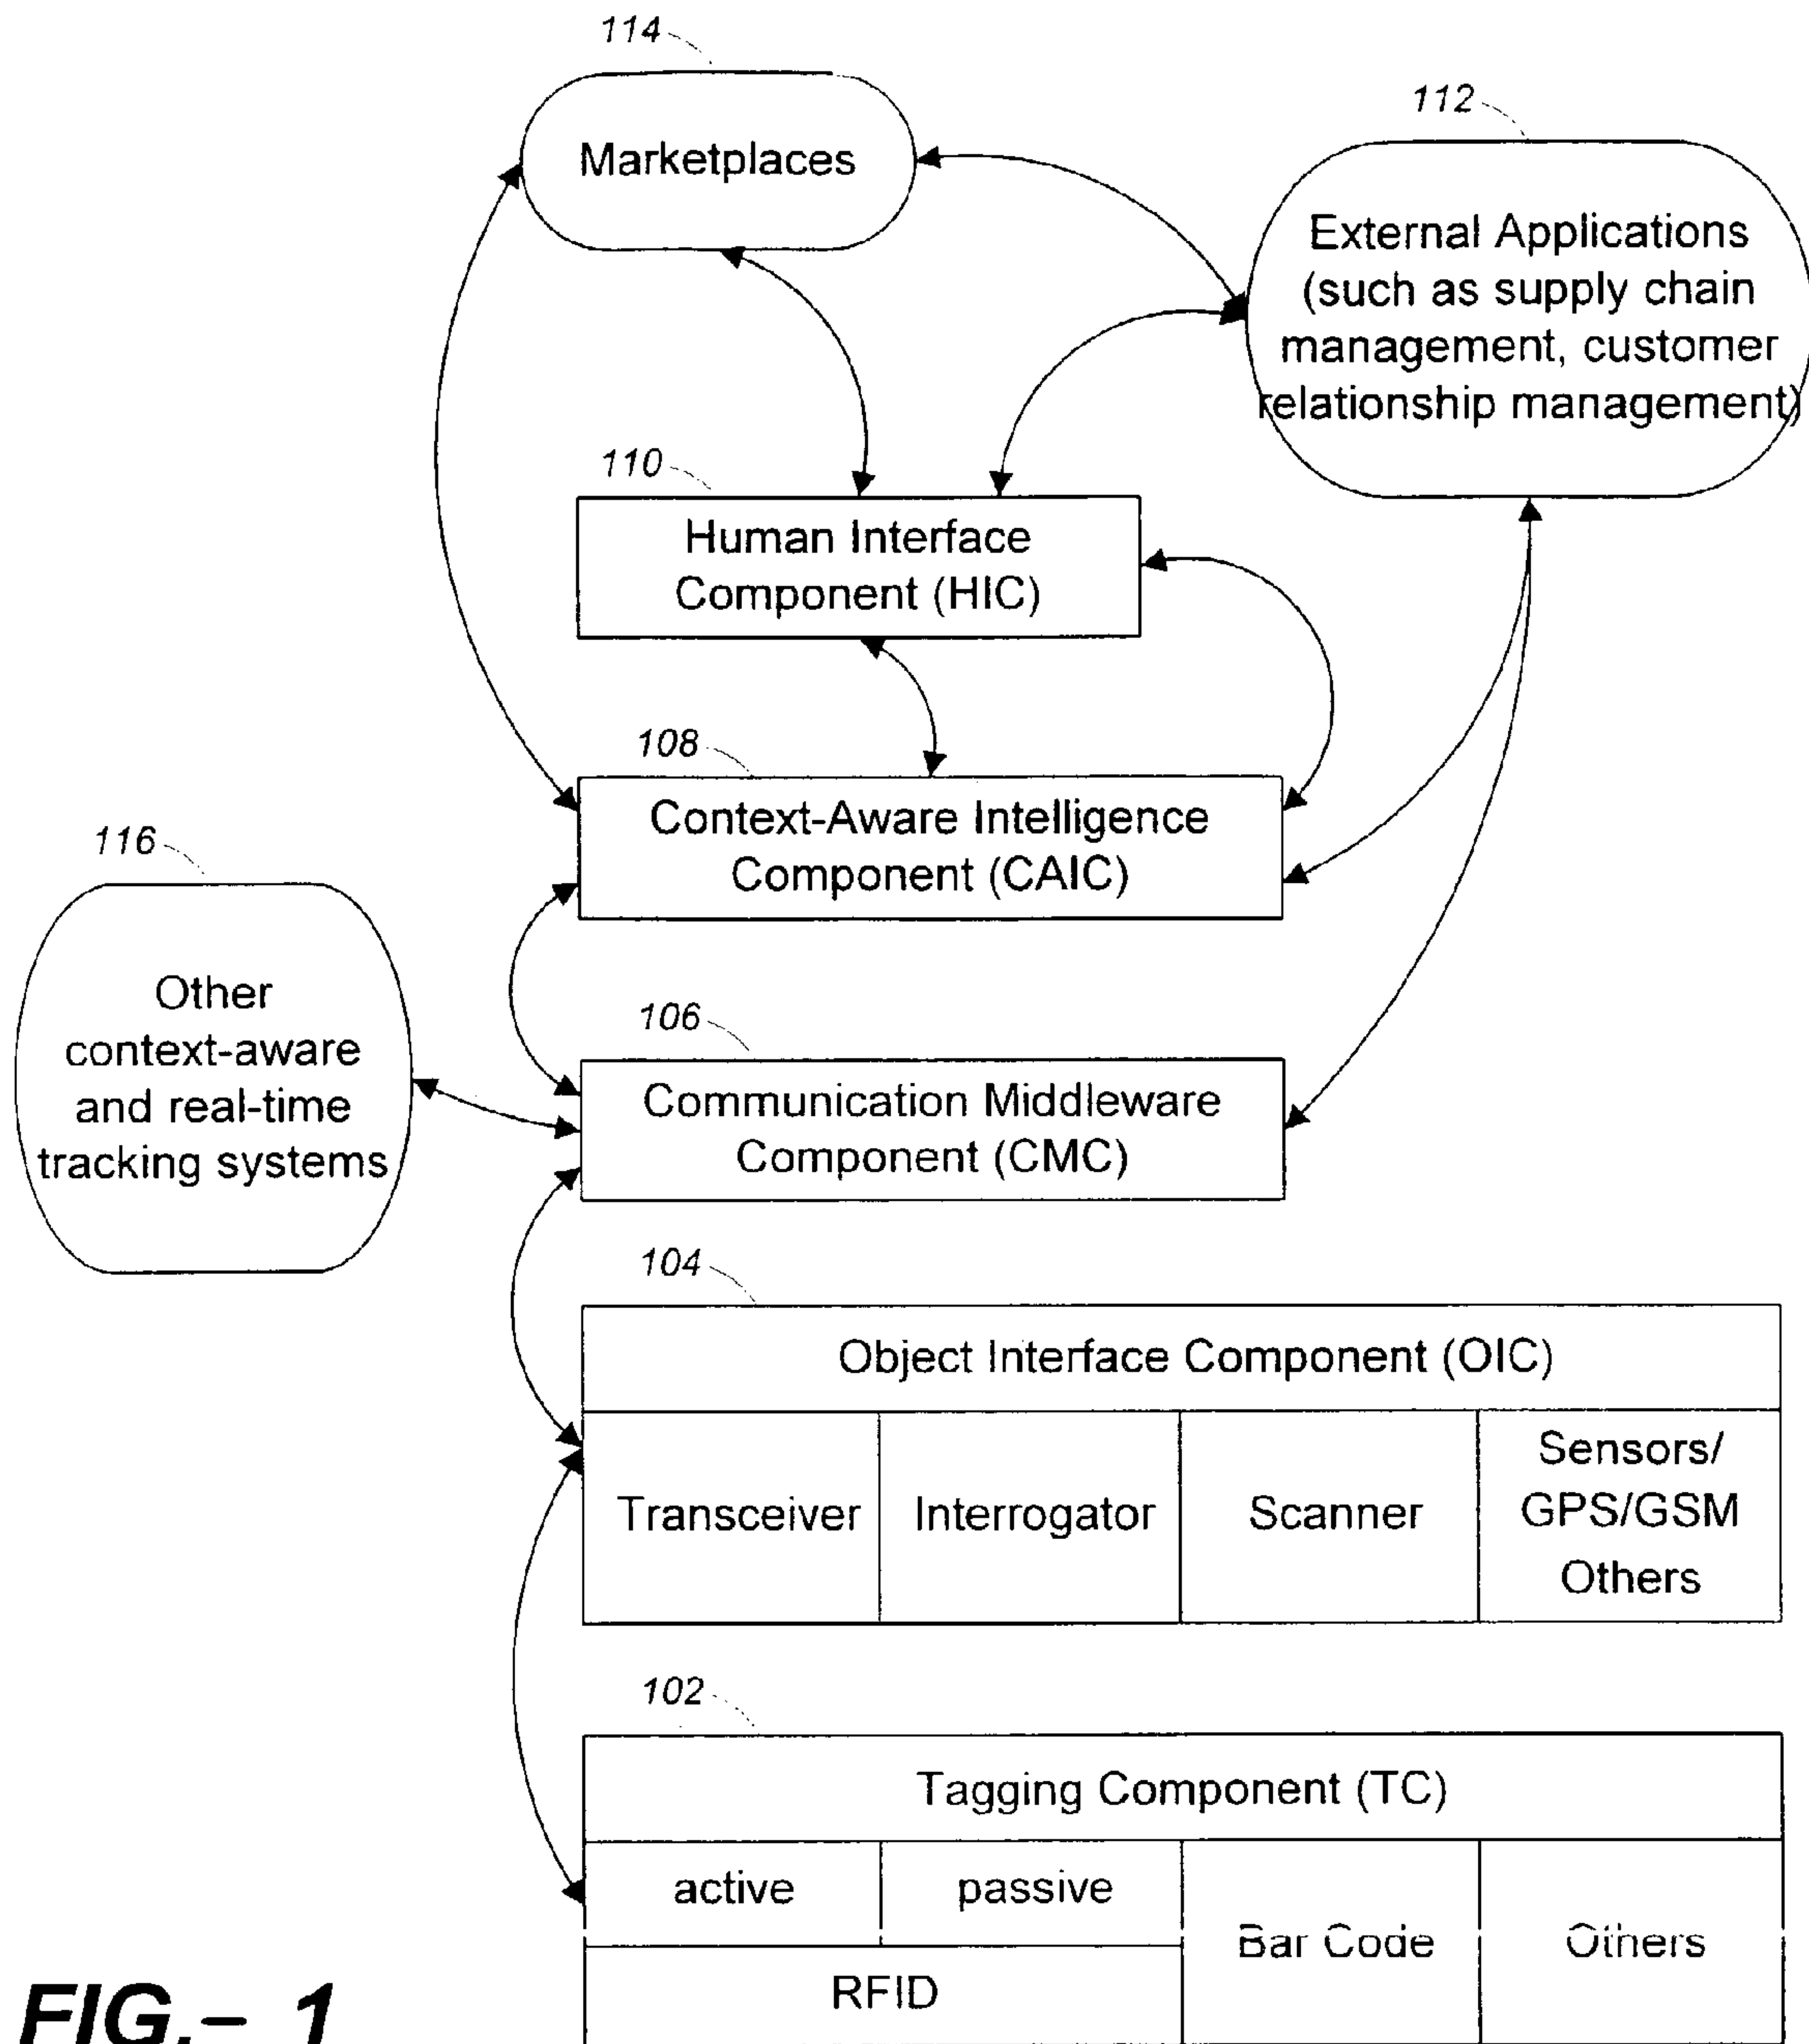 114
Marketplaces
112
External Applications
(such as supply chain
management, customer
relationship management)
110
Human Interface
Component (HIC)
108
Context-Aware Intelligence
Component (CAIC)
116
Other
context-aware
and real-time
tracking systems
106
Communication Middleware
Component (CMC)
104
Object Interface Component (OIC)
Transceiver
Interrogator
Scanner
Sensors/
GPS/GSM
Others
102
Tagging Component (TC)
active
passive
Bar Code
Others
RFID
FIG.- 1